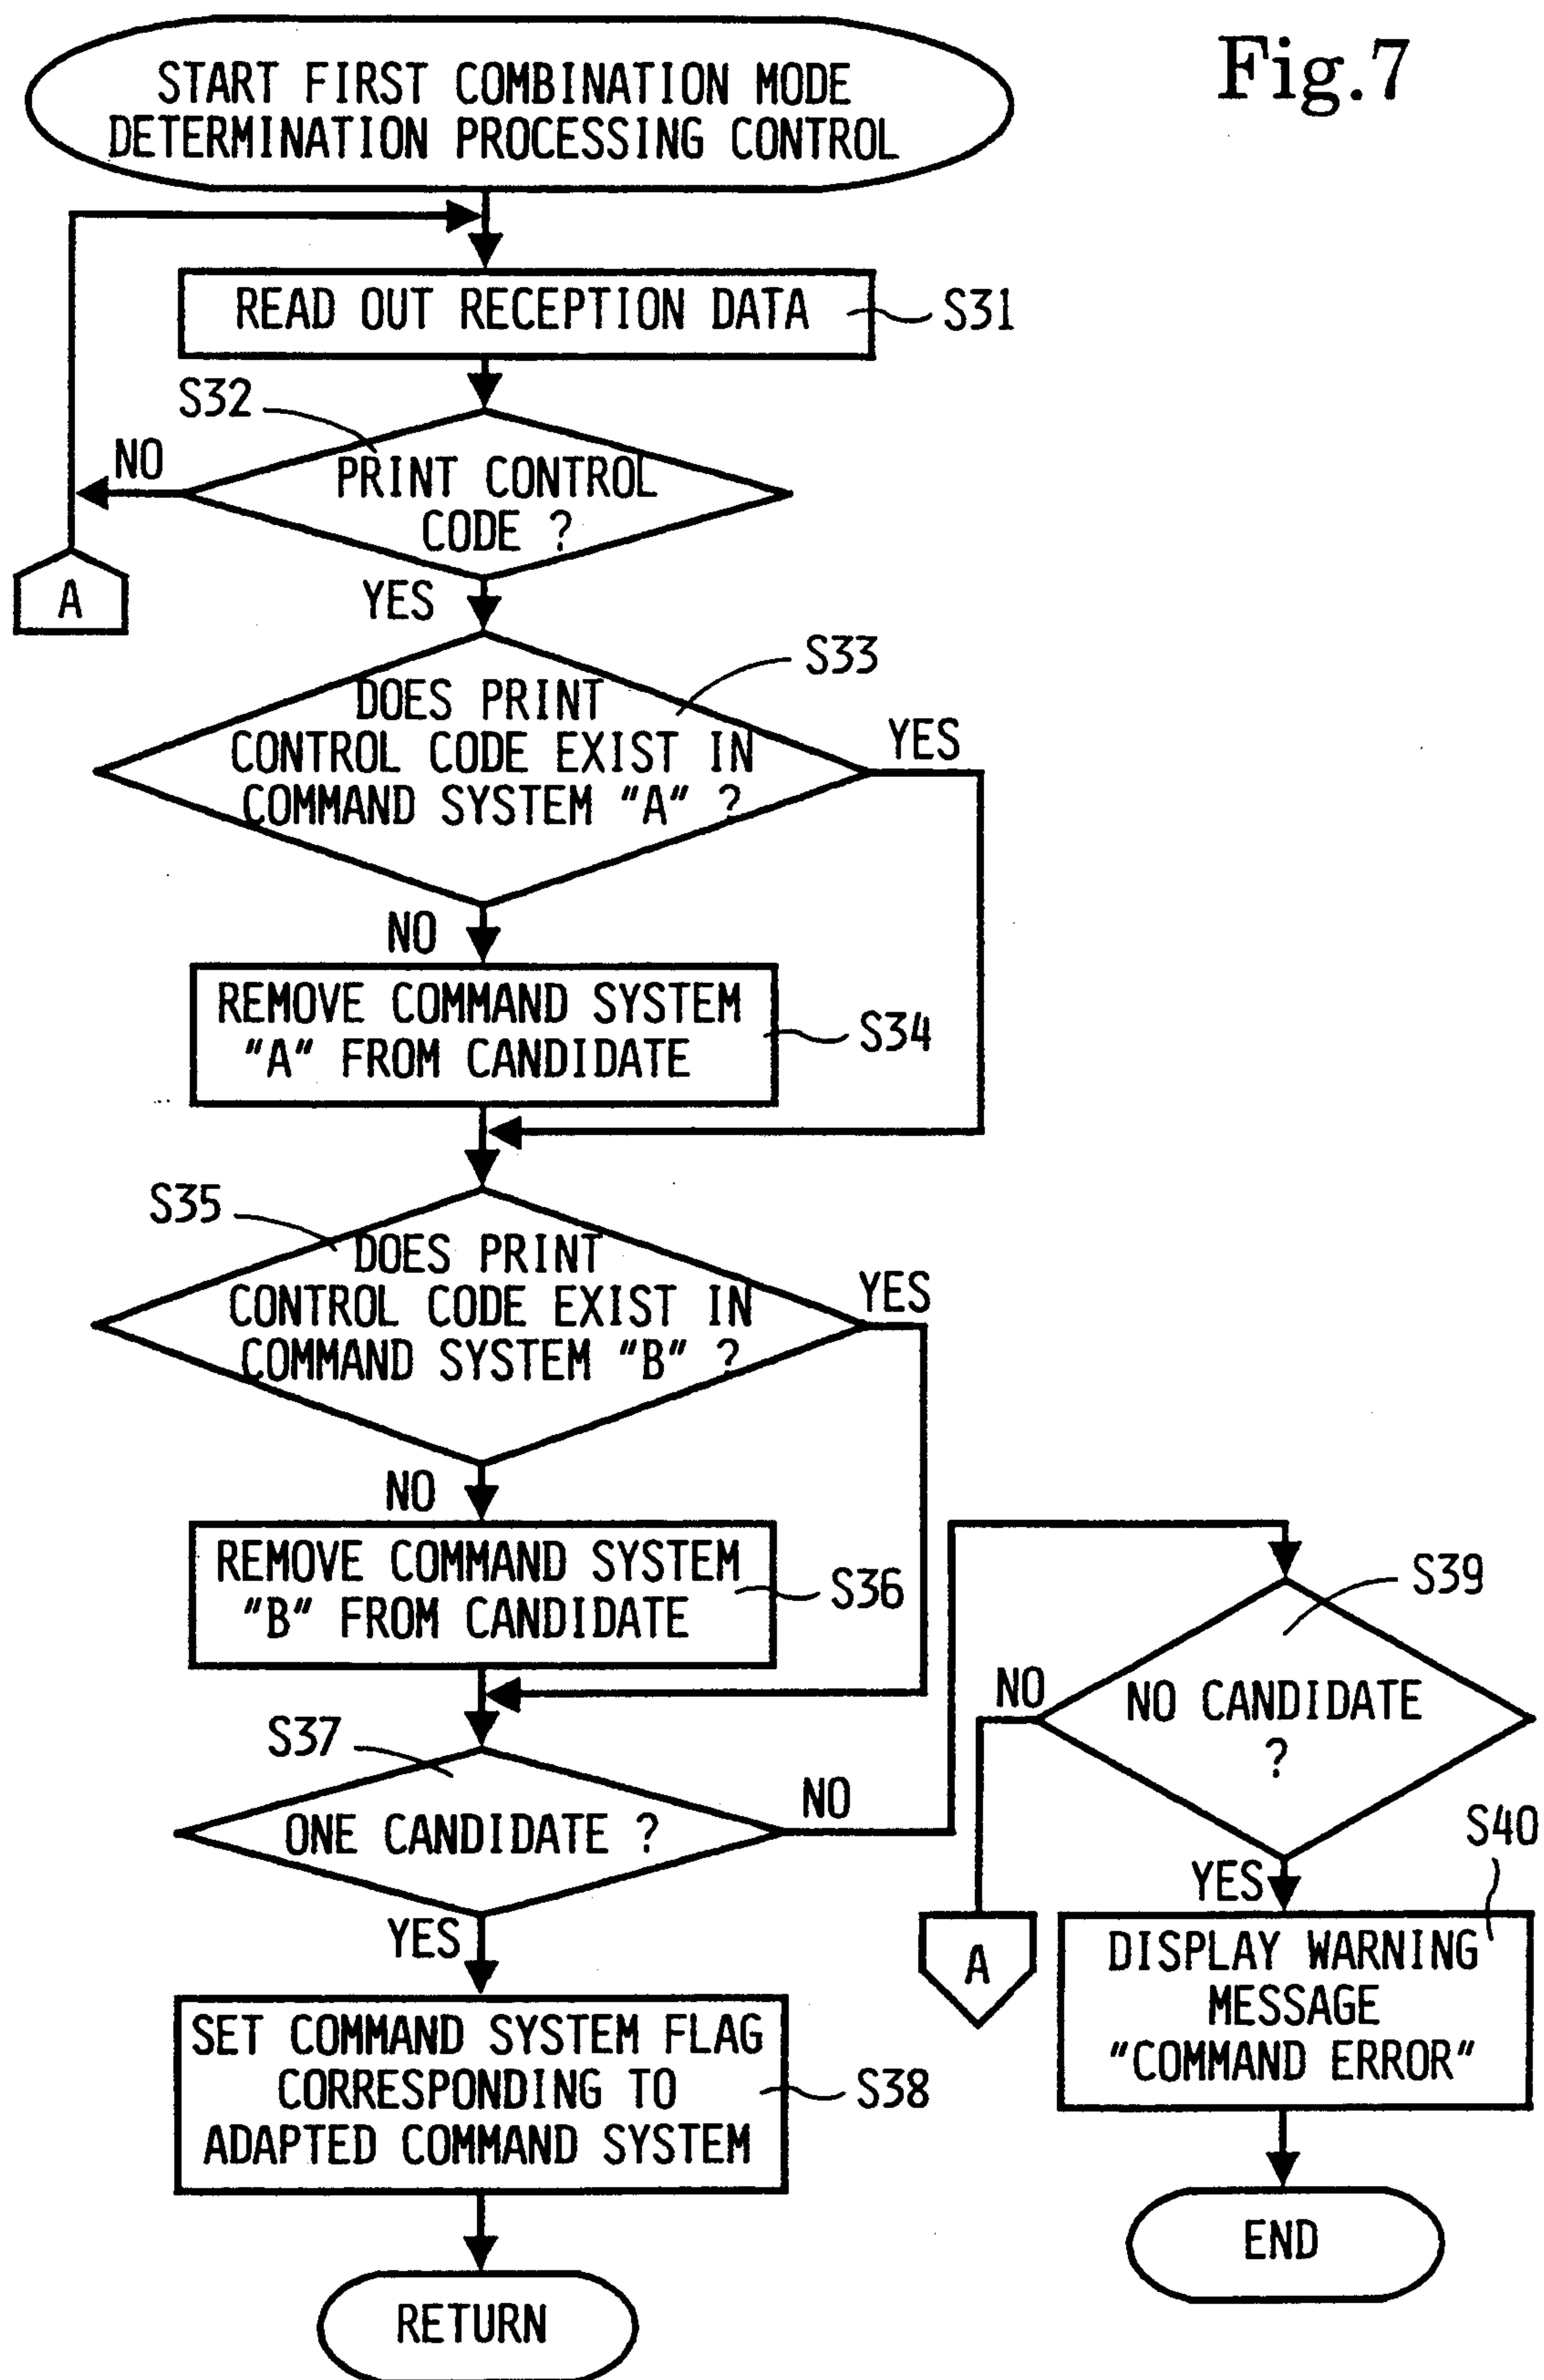 Fig.7
START FIRST COMBINATION MODE
DETERMINATION PROCESSING CONTROL
READ OUT RECEPTION DATA
S31
S32
NO
PRINT CONTROL
CODE ?
A
YES
S33
DOES PRINT
CONTROL CODE EXIST IN
COMMAND SYSTEM "A" ?
YES
NO
REMOVE COMMAND SYSTEM
"A" FROM CANDIDATE
S34
S35
DOES PRINT
CONTROL CODE EXIST IN
COMMAND SYSTEM "B" ?
YES
NO
REMOVE COMMAND SYSTEM
"B" FROM CANDIDATE
S36
S37
ONE CANDIDATE ?
NO
YES
SET COMMAND SYSTEM FLAG
CORRESPONDING TO
ADAPTED COMMAND SYSTEM
S38
RETURN
S39
NO CANDIDATE
?
NO
A
YES
S40
DISPLAY WARNING
MESSAGE
"COMMAND ERROR"
END